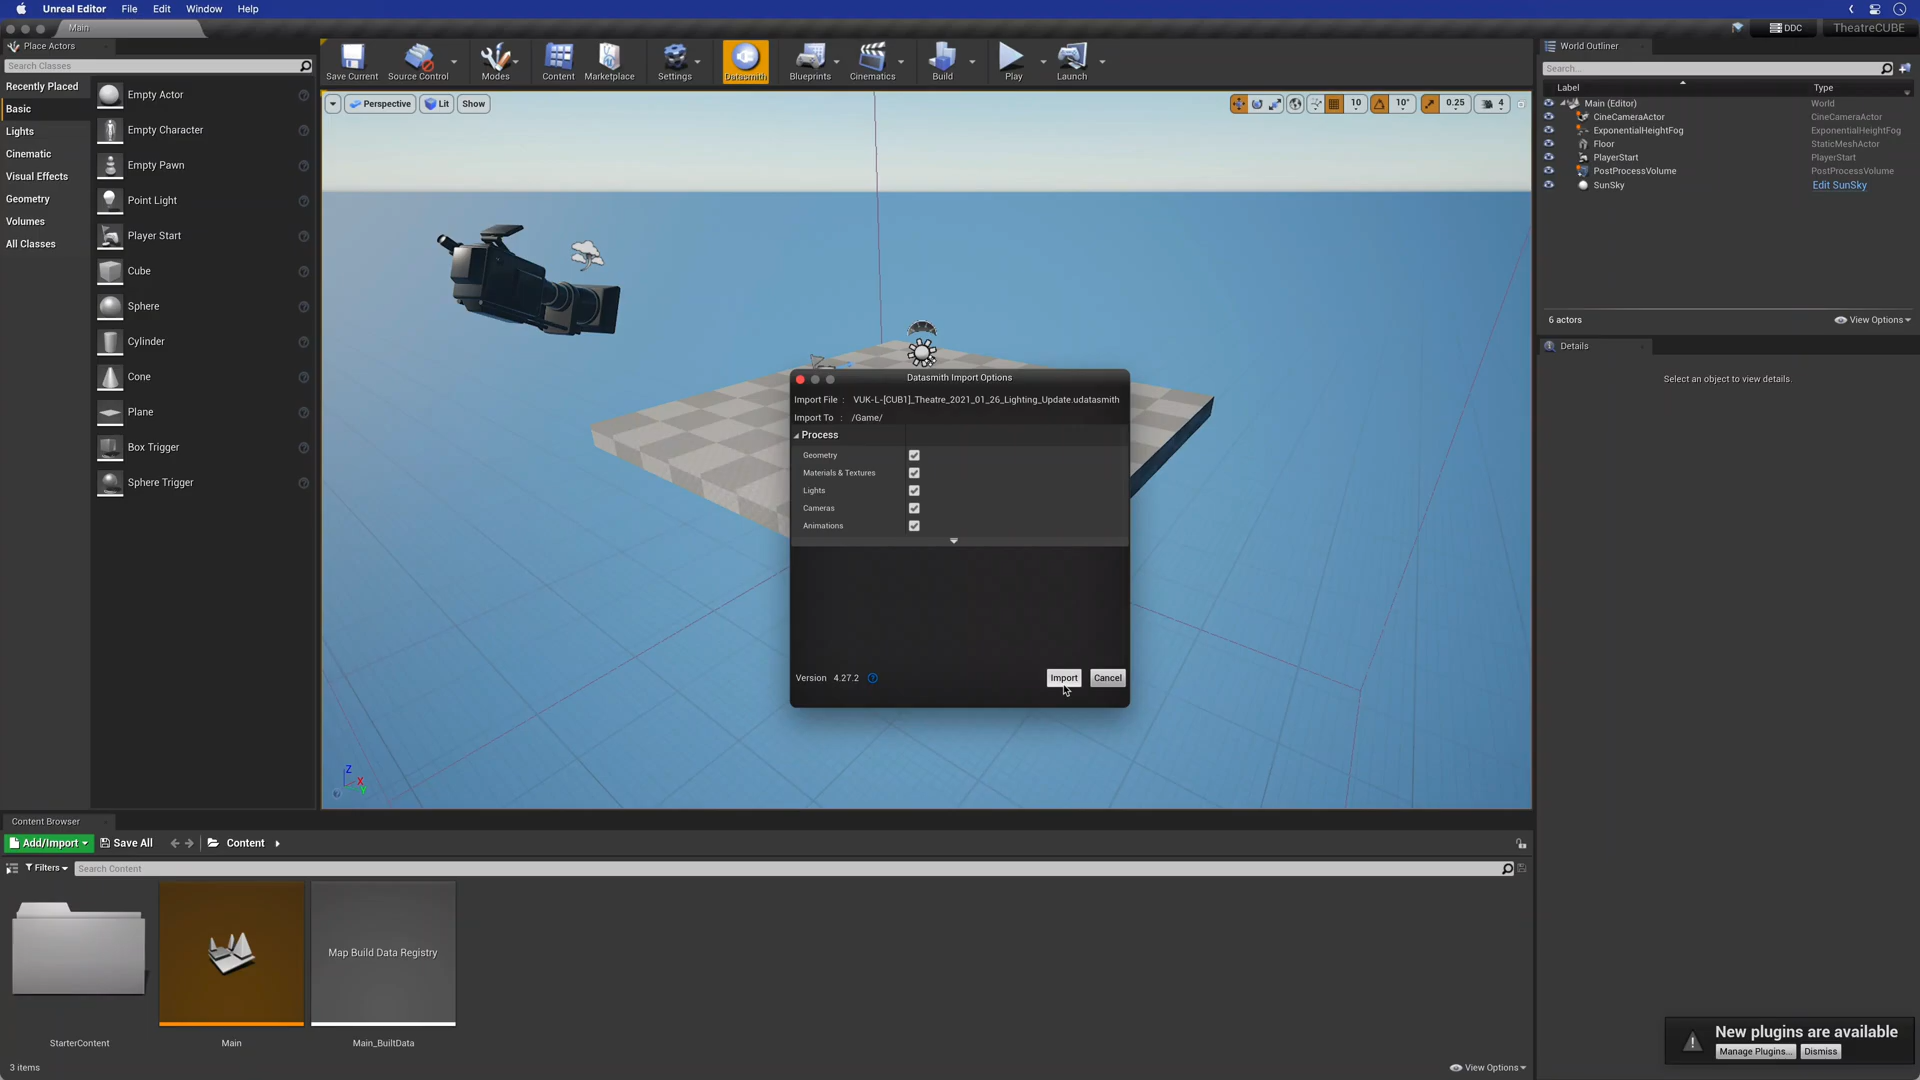 Unreal Editor File Edit Window Help
Main
DDC TheatreCUBE
Place Actors
Search Classes
Recently Placed
Basic
Lights
Cinematic
Visual Effects
Geometry
Volumes
All Classes
Empty Actor
Empty Character
Empty Pawn
Point Light
Player Start
Cube
Sphere
Cylinder
Cone
Plane
Box Trigger
Sphere Trigger
Save Current Source Control Modes Content Marketplace Settings Datasmith Blueprints Cinematics Build Play Launch
Perspective Lit Show
10 10° 0.25 4
Datasmith Import Options
Import File : VUK-L-[CUB1]_Theatre_2021_01_26_Lighting_Update.udatasmith
Import To : /Game/
Process
Geometry
Materials & Textures
Lights
Cameras
Animations
Version 4.27.2
Import Cancel
Z
X
Y
World Outliner
Search...
Label Type
Main (Editor) World
CineCameraActor CineCameraActor
ExponentialHeightFog ExponentialHeightFog
Floor StaticMeshActor
PlayerStart PlayerStart
PostProcessVolume PostProcessVolume
SunSky Edit SunSky
6 actors View Options
Details
Select an object to view details.
Content Browser
Add/Import Save All Content
Filters Search Content
Map Build Data Registry
StarterContent Main Main_BuiltData
3 items View Options
New plugins are available
Manage Plugins... Dismiss